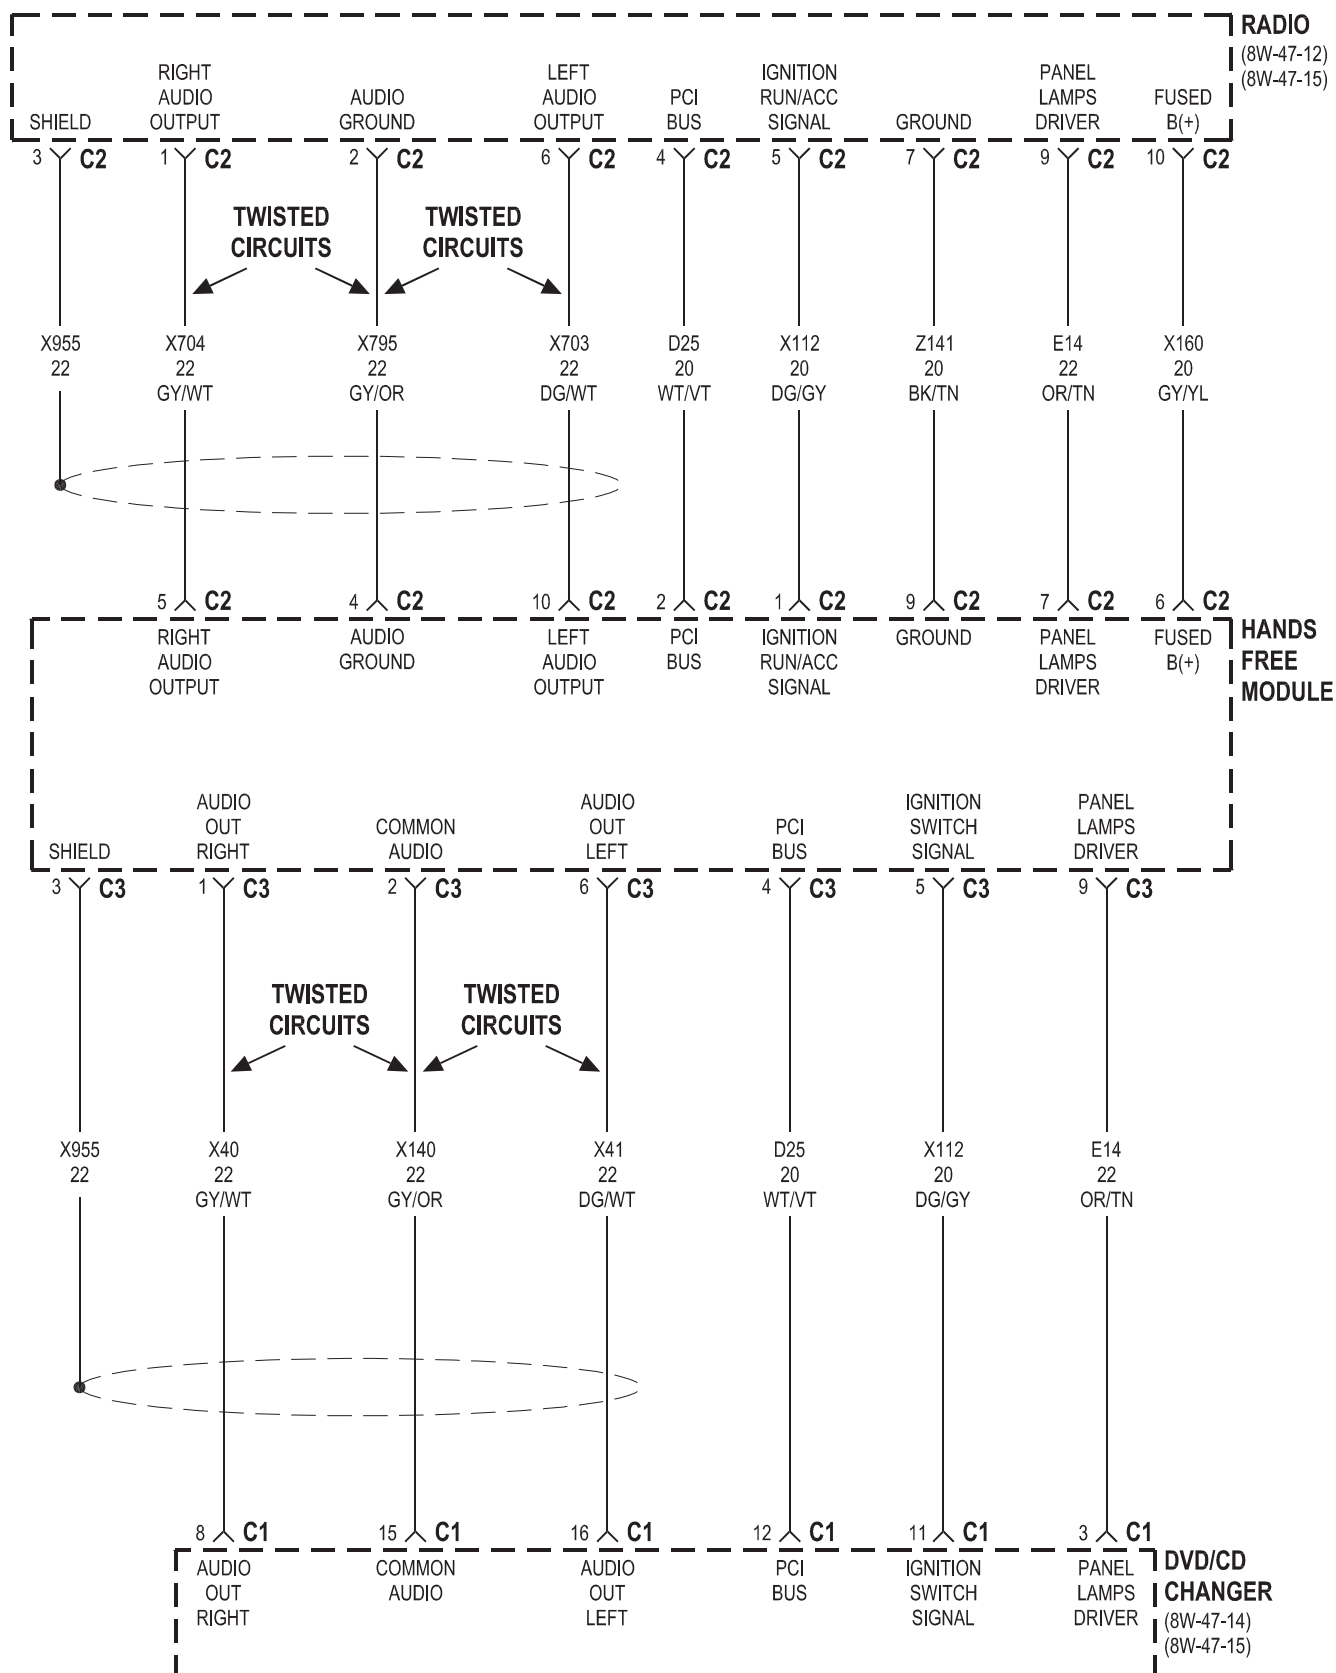 RADIO
(8W-47-12)
(8W-47-15)
SHIELD
RIGHT
AUDIO
OUTPUT
AUDIO
GROUND
LEFT
AUDIO
OUTPUT
PCI
BUS
IGNITION
RUN/ACC
SIGNAL
GROUND
PANEL
LAMPS
DRIVER
FUSED
B(+)
3 C2
1 C2
2 C2
6 C2
4 C2
5 C2
7 C2
9 C2
10 C2
TWISTED
CIRCUITS
TWISTED
CIRCUITS
X955
22
X704
22
GY/WT
X795
22
GY/OR
X703
22
DG/WT
D25
20
WT/VT
X112
20
DG/GY
Z141
20
BK/TN
E14
22
OR/TN
X160
20
GY/YL
5 C2
4 C2
10 C2
2 C2
1 C2
9 C2
7 C2
6 C2
RIGHT
AUDIO
OUTPUT
AUDIO
GROUND
LEFT
AUDIO
OUTPUT
PCI
BUS
IGNITION
RUN/ACC
SIGNAL
GROUND
PANEL
LAMPS
DRIVER
FUSED
B(+)
HANDS
FREE
MODULE
SHIELD
AUDIO
OUT
RIGHT
COMMON
AUDIO
AUDIO
OUT
LEFT
PCI
BUS
IGNITION
SWITCH
SIGNAL
PANEL
LAMPS
DRIVER
3 C3
1 C3
2 C3
6 C3
4 C3
5 C3
9 C3
TWISTED
CIRCUITS
TWISTED
CIRCUITS
X955
22
X40
22
GY/WT
X140
22
GY/OR
X41
22
DG/WT
D25
20
WT/VT
X112
20
DG/GY
E14
22
OR/TN
8 C1
15 C1
16 C1
12 C1
11 C1
3 C1
AUDIO
OUT
RIGHT
COMMON
AUDIO
AUDIO
OUT
LEFT
PCI
BUS
IGNITION
SWITCH
SIGNAL
PANEL
LAMPS
DRIVER
DVD/CD
CHANGER
(8W-47-14)
(8W-47-15)